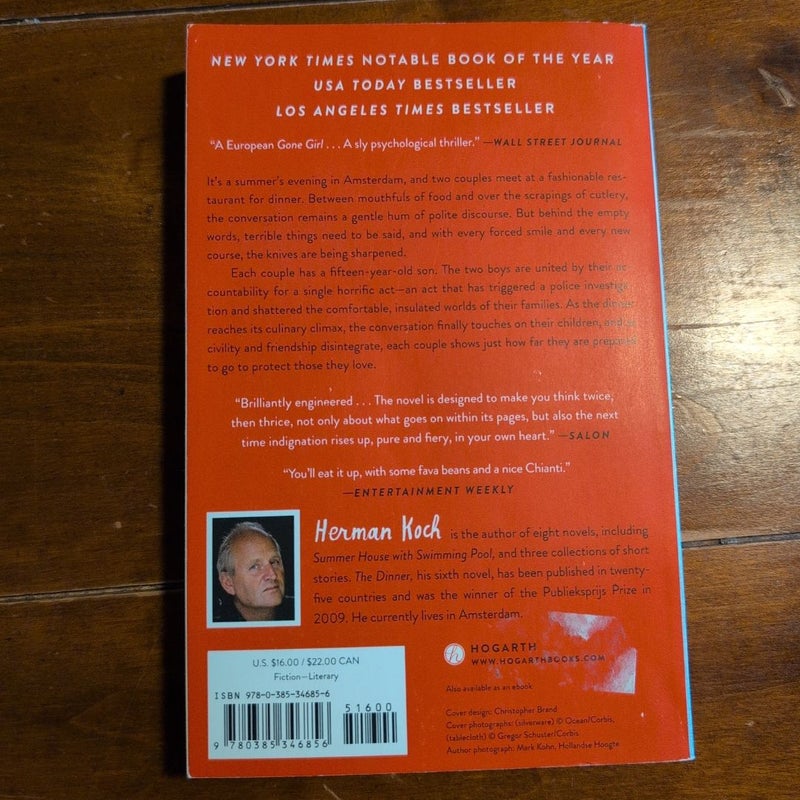 NEW YORK TIMES NOTABLE BOOK OF THE YEAR
USA TODAY BESTSELLER
LOS ANGELES TIMES BESTSELLER
“A European Gone Girl . . . A sly psychological thriller.” —WALL STREET JOURNAL
It's a summer's evening in Amsterdam, and two couples meet at a fashionable res-
taurant for dinner. Between mouthfuls of food and over the scrapings of cutlery,
the conversation remains a gentle hum of polite discourse. But behind the empty
words, terrible things need to be said, and with every forced smile and every new
course, the knives are being sharpened.
Each couple has a fifteen-year-old son. The two boys are united by their ac-
countability for a single horrific act—an act that has triggered a police investiga-
tion and shattered the comfortable, insulated worlds of their families. As the dinner
reaches its culinary climax, the conversation finally touches on their children, and as
civility and friendship disintegrate, each couple shows just how far they are prepared
to go to protect those they love.
“Brilliantly engineered . . . The novel is designed to make you think twice,
then thrice, not only about what goes on within its pages, but also the next
time indignation rises up, pure and fiery, in your own heart.” —SALON
“You'll eat it up, with some fava beans and a nice Chianti.”
—ENTERTAINMENT WEEKLY
Herman Koch is the author of eight novels, including
Summer House with Swimming Pool, and three collections of short
stories. The Dinner, his sixth novel, has been published in twenty-
five countries and was the winner of the Publieksprijs Prize in
2009. He currently lives in Amsterdam.
h HOGARTH
WWW.HOGARTHBOOKS.COM
Also available as an ebook
U.S. $16.00 / $22.00 CAN
Fiction—Literary
ISBN 978-0-385-34685-6
51600
9 780385 346856
Cover design: Christopher Brand
Cover photographs: (silverware) © Ocean/Corbis,
(tablecloth) © Gregor Schuster/Corbis
Author photograph: Mark Kohn, Hollandse Hoogte